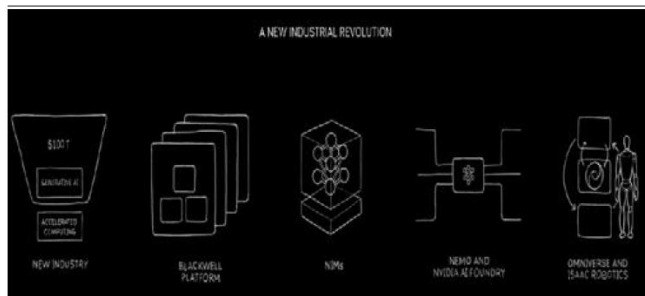 A NEW INDUSTRIAL REVOLUTION
$100T
GENERATIVE AI
ACCELERATED
COMPUTING
NEW INDUSTRY
BLACKWELL
PLATFORM
NIMs
NEMO AND
NVIDIA AI FOUNDRY
OMNIVERSE AND
ISAAC ROBOTICS